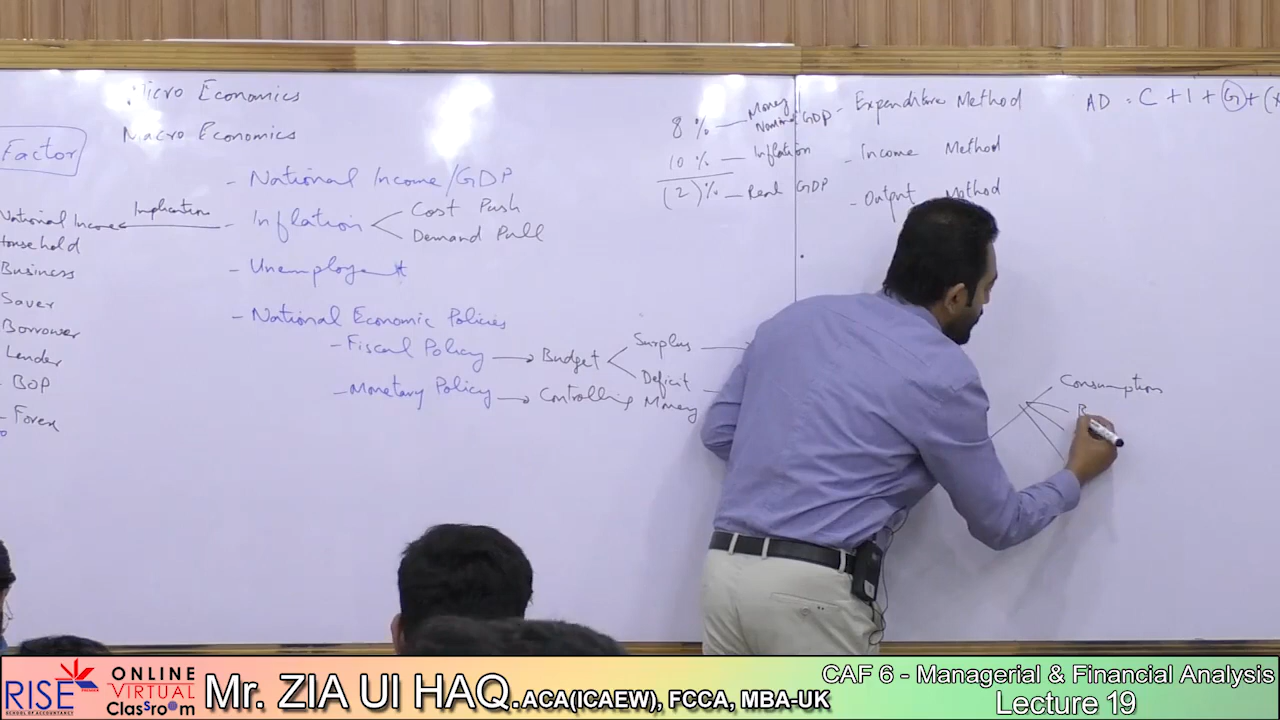 Micro Economics
Macro Economics
Factor
- National Income/GDP
- Inflation
Cost Push
Demand Pull
Implication
National Income
Household
Business
Saver
Borrower
Lender
- BOP
- Forex
- Unemployment
- National Economic Policies
- Fiscal Policy → Budget
Surplus
Deficit
- Monetary Policy → Controlling Money
8 % — Money / Nominal GDP
10 % — Inflation
(2) % — Real GDP
- Expenditure Method
- Income Method
- Output Method
AD = C + I + G + (X
Consumption
B
RISE
SCHOOL OF ACCOUNTANCY
ONLINE
VIRTUAL
Classroom
Mr. ZIA Ul HAQ. ACA(ICAEW), FCCA, MBA-UK
CAF 6 - Managerial & Financial Analysis
Lecture 19